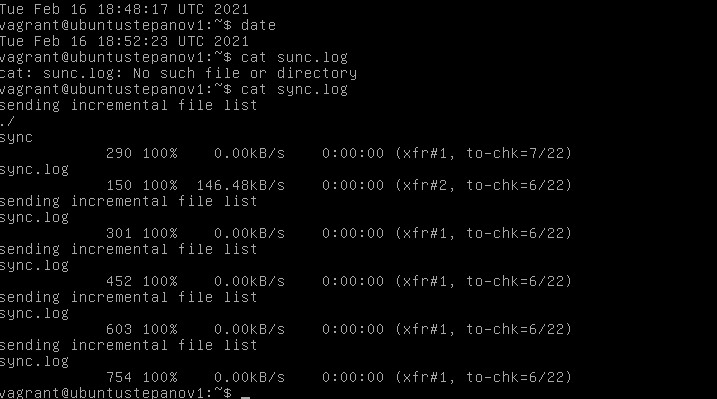 Tue Feb 16 18:48:17 UTC 2021
vagrant@ubuntustepanov1:~$ date
Tue Feb 16 18:52:23 UTC 2021
vagrant@ubuntustepanov1:~$ cat sunc.log
cat: sunc.log: No such file or directory
vagrant@ubuntustepanov1:~$ cat sync.log
sending incremental file list
./
sync
            290 100%    0.00kB/s    0:00:00 (xfr#1, to-chk=7/22)
sync.log
            150 100%  146.48kB/s    0:00:00 (xfr#2, to-chk=6/22)
sending incremental file list
sync.log
            301 100%    0.00kB/s    0:00:00 (xfr#1, to-chk=6/22)
sending incremental file list
sync.log
            452 100%    0.00kB/s    0:00:00 (xfr#1, to-chk=6/22)
sending incremental file list
sync.log
            603 100%    0.00kB/s    0:00:00 (xfr#1, to-chk=6/22)
sending incremental file list
sync.log
            754 100%    0.00kB/s    0:00:00 (xfr#1, to-chk=6/22)
vagrant@ubuntustepanov1:~$ _